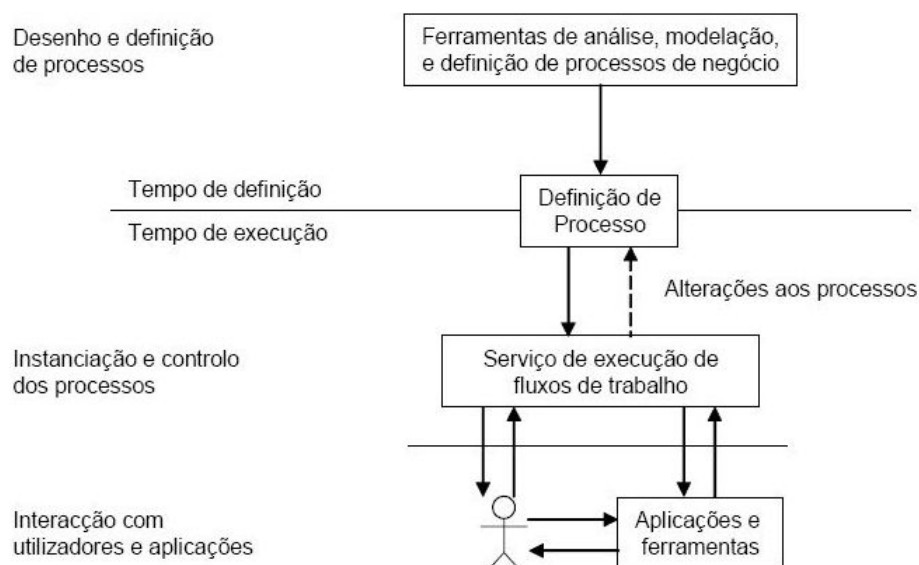 Desenho e definição
de processos
Ferramentas de análise, modelação,
e definição de processos de negócio
Tempo de definição
Tempo de execução
Definição de
Processo
Alterações aos processos
Instanciação e controlo
dos processos
Serviço de execução de
fluxos de trabalho
Interacção com
utilizadores e aplicações
Aplicações e
ferramentas